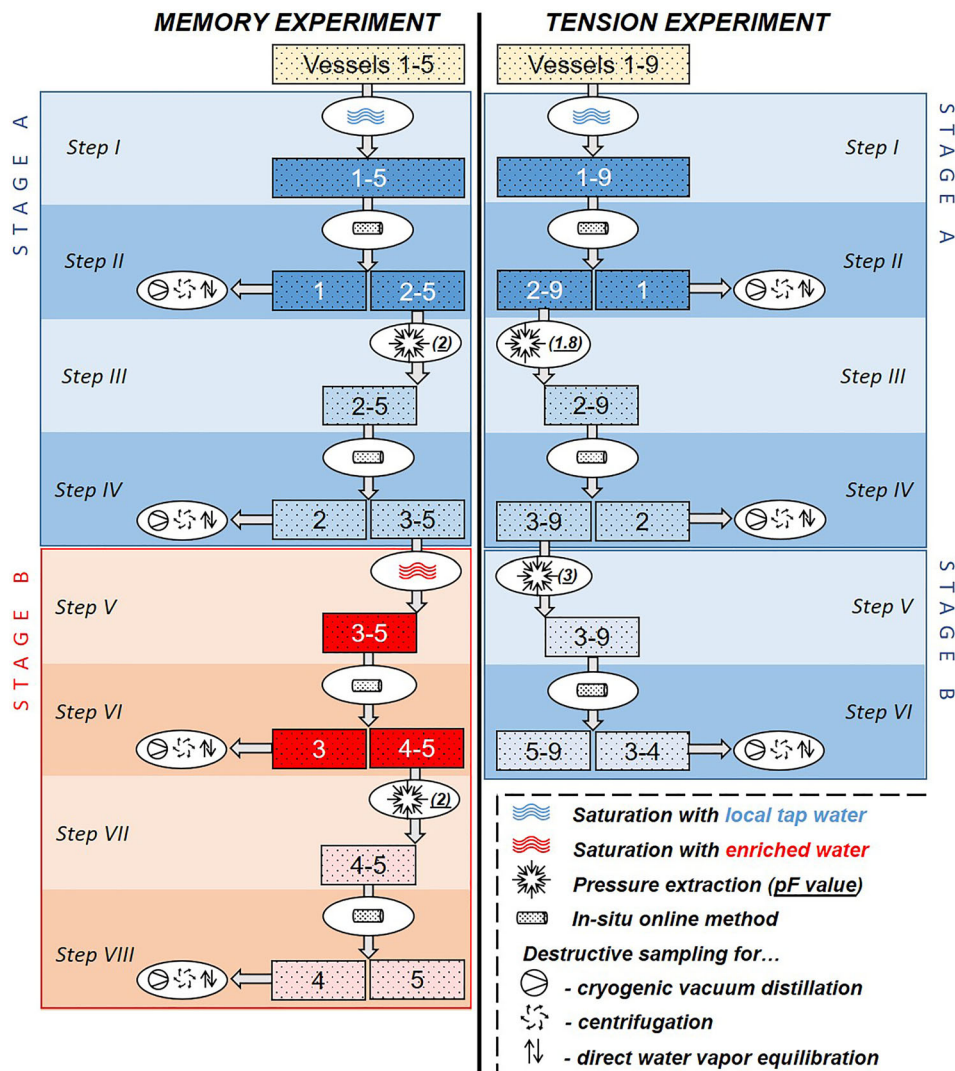 MEMORY EXPERIMENT
Vessels 1-5
STAGE A
Step I
1-5
Step II
1
2-5
(2)
Step III
2-5
Step IV
2
3-5
STAGE B
Step V
3-5
Step VI
3
4-5
(2)
Step VII
4-5
Step VIII
4
5
TENSION EXPERIMENT
Vessels 1-9
STAGE A
Step I
1-9
Step II
2-9
1
(1.8)
Step III
2-9
Step IV
3-9
2
STAGE B
(3)
Step V
3-9
Step VI
5-9
3-4
Saturation with local tap water
Saturation with enriched water
Pressure extraction (pF value)
In-situ online method
Destructive sampling for...
- cryogenic vacuum distillation
- centrifugation
- direct water vapor equilibration